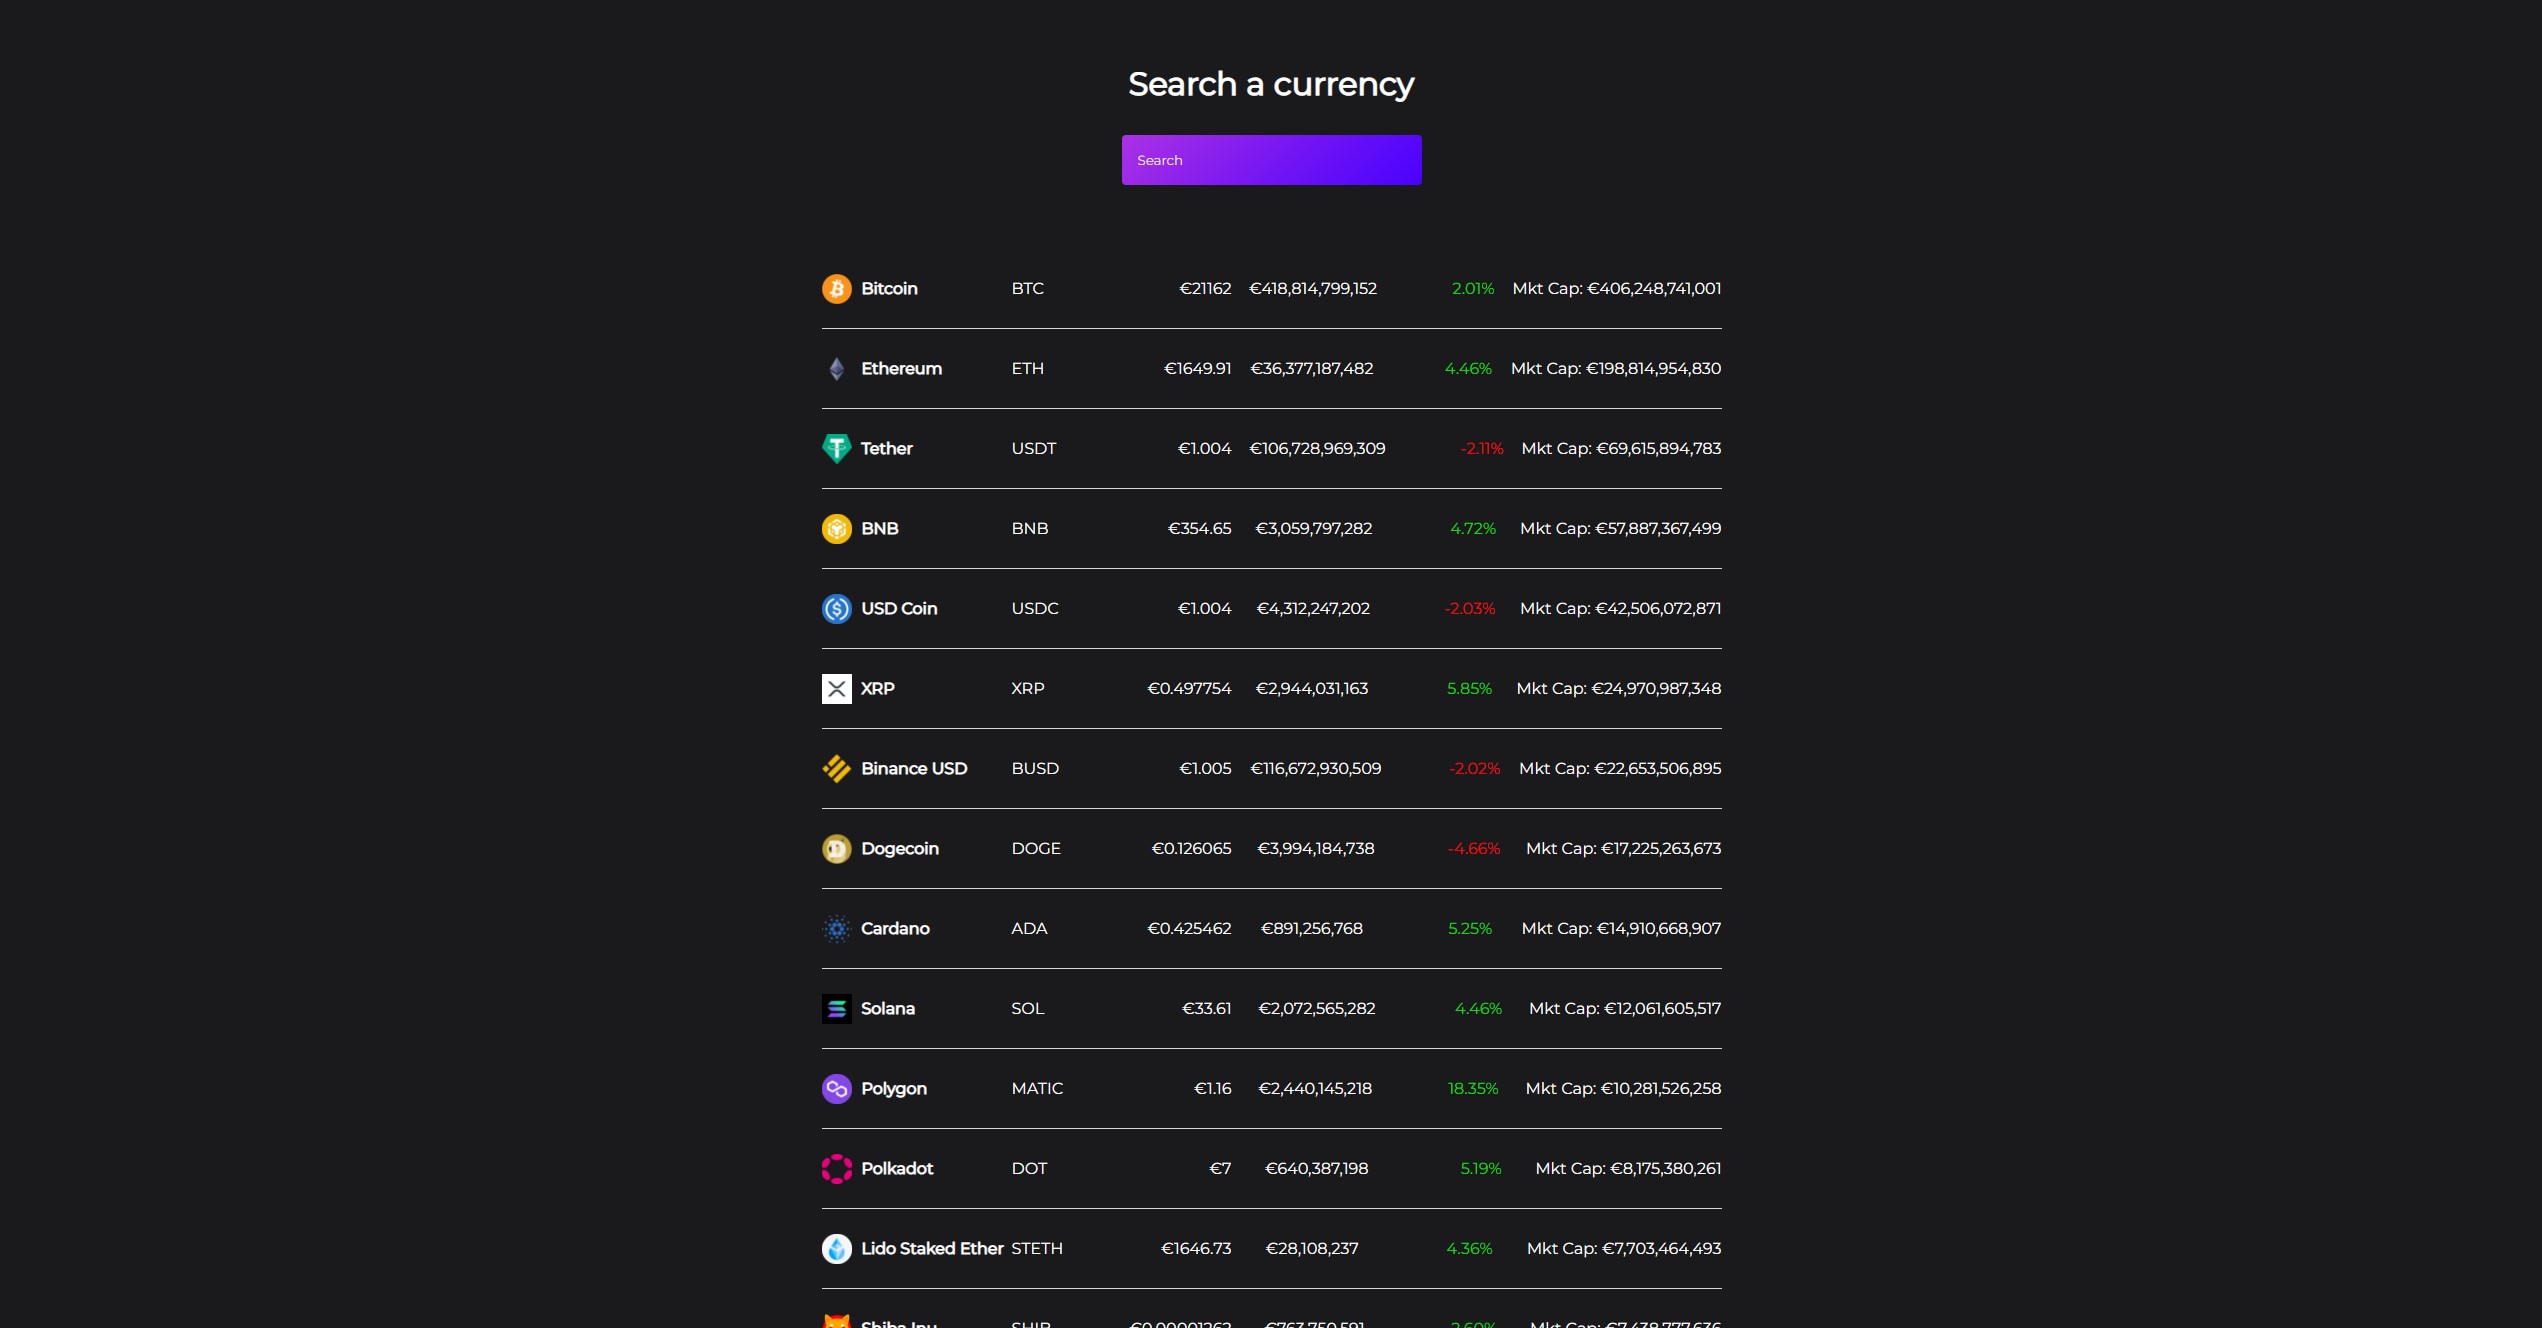 Search a currency
Search
Bitcoin BTC €21162 €418,814,799,152 2.01% Mkt Cap: €406,248,741,001
Ethereum ETH €1649.91 €36,377,187,482 4.46% Mkt Cap: €198,814,954,830
Tether USDT €1.004 €106,728,969,309 -2.11% Mkt Cap: €69,615,894,783
BNB BNB €354.65 €3,059,797,282 4.72% Mkt Cap: €57,887,367,499
USD Coin USDC €1.004 €4,312,247,202 -2.03% Mkt Cap: €42,506,072,871
XRP XRP €0.497754 €2,944,031,163 5.85% Mkt Cap: €24,970,987,348
Binance USD BUSD €1.005 €116,672,930,509 -2.02% Mkt Cap: €22,653,506,895
Dogecoin DOGE €0.126065 €3,994,184,738 -4.66% Mkt Cap: €17,225,263,673
Cardano ADA €0.425462 €891,256,768 5.25% Mkt Cap: €14,910,668,907
Solana SOL €33.61 €2,072,565,282 4.46% Mkt Cap: €12,061,605,517
Polygon MATIC €1.16 €2,440,145,218 18.35% Mkt Cap: €10,281,526,258
Polkadot DOT €7 €640,387,198 5.19% Mkt Cap: €8,175,380,261
Lido Staked Ether STETH €1646.73 €28,108,237 4.36% Mkt Cap: €7,703,464,493
Shiba Inu SHIB Mkt Cap: